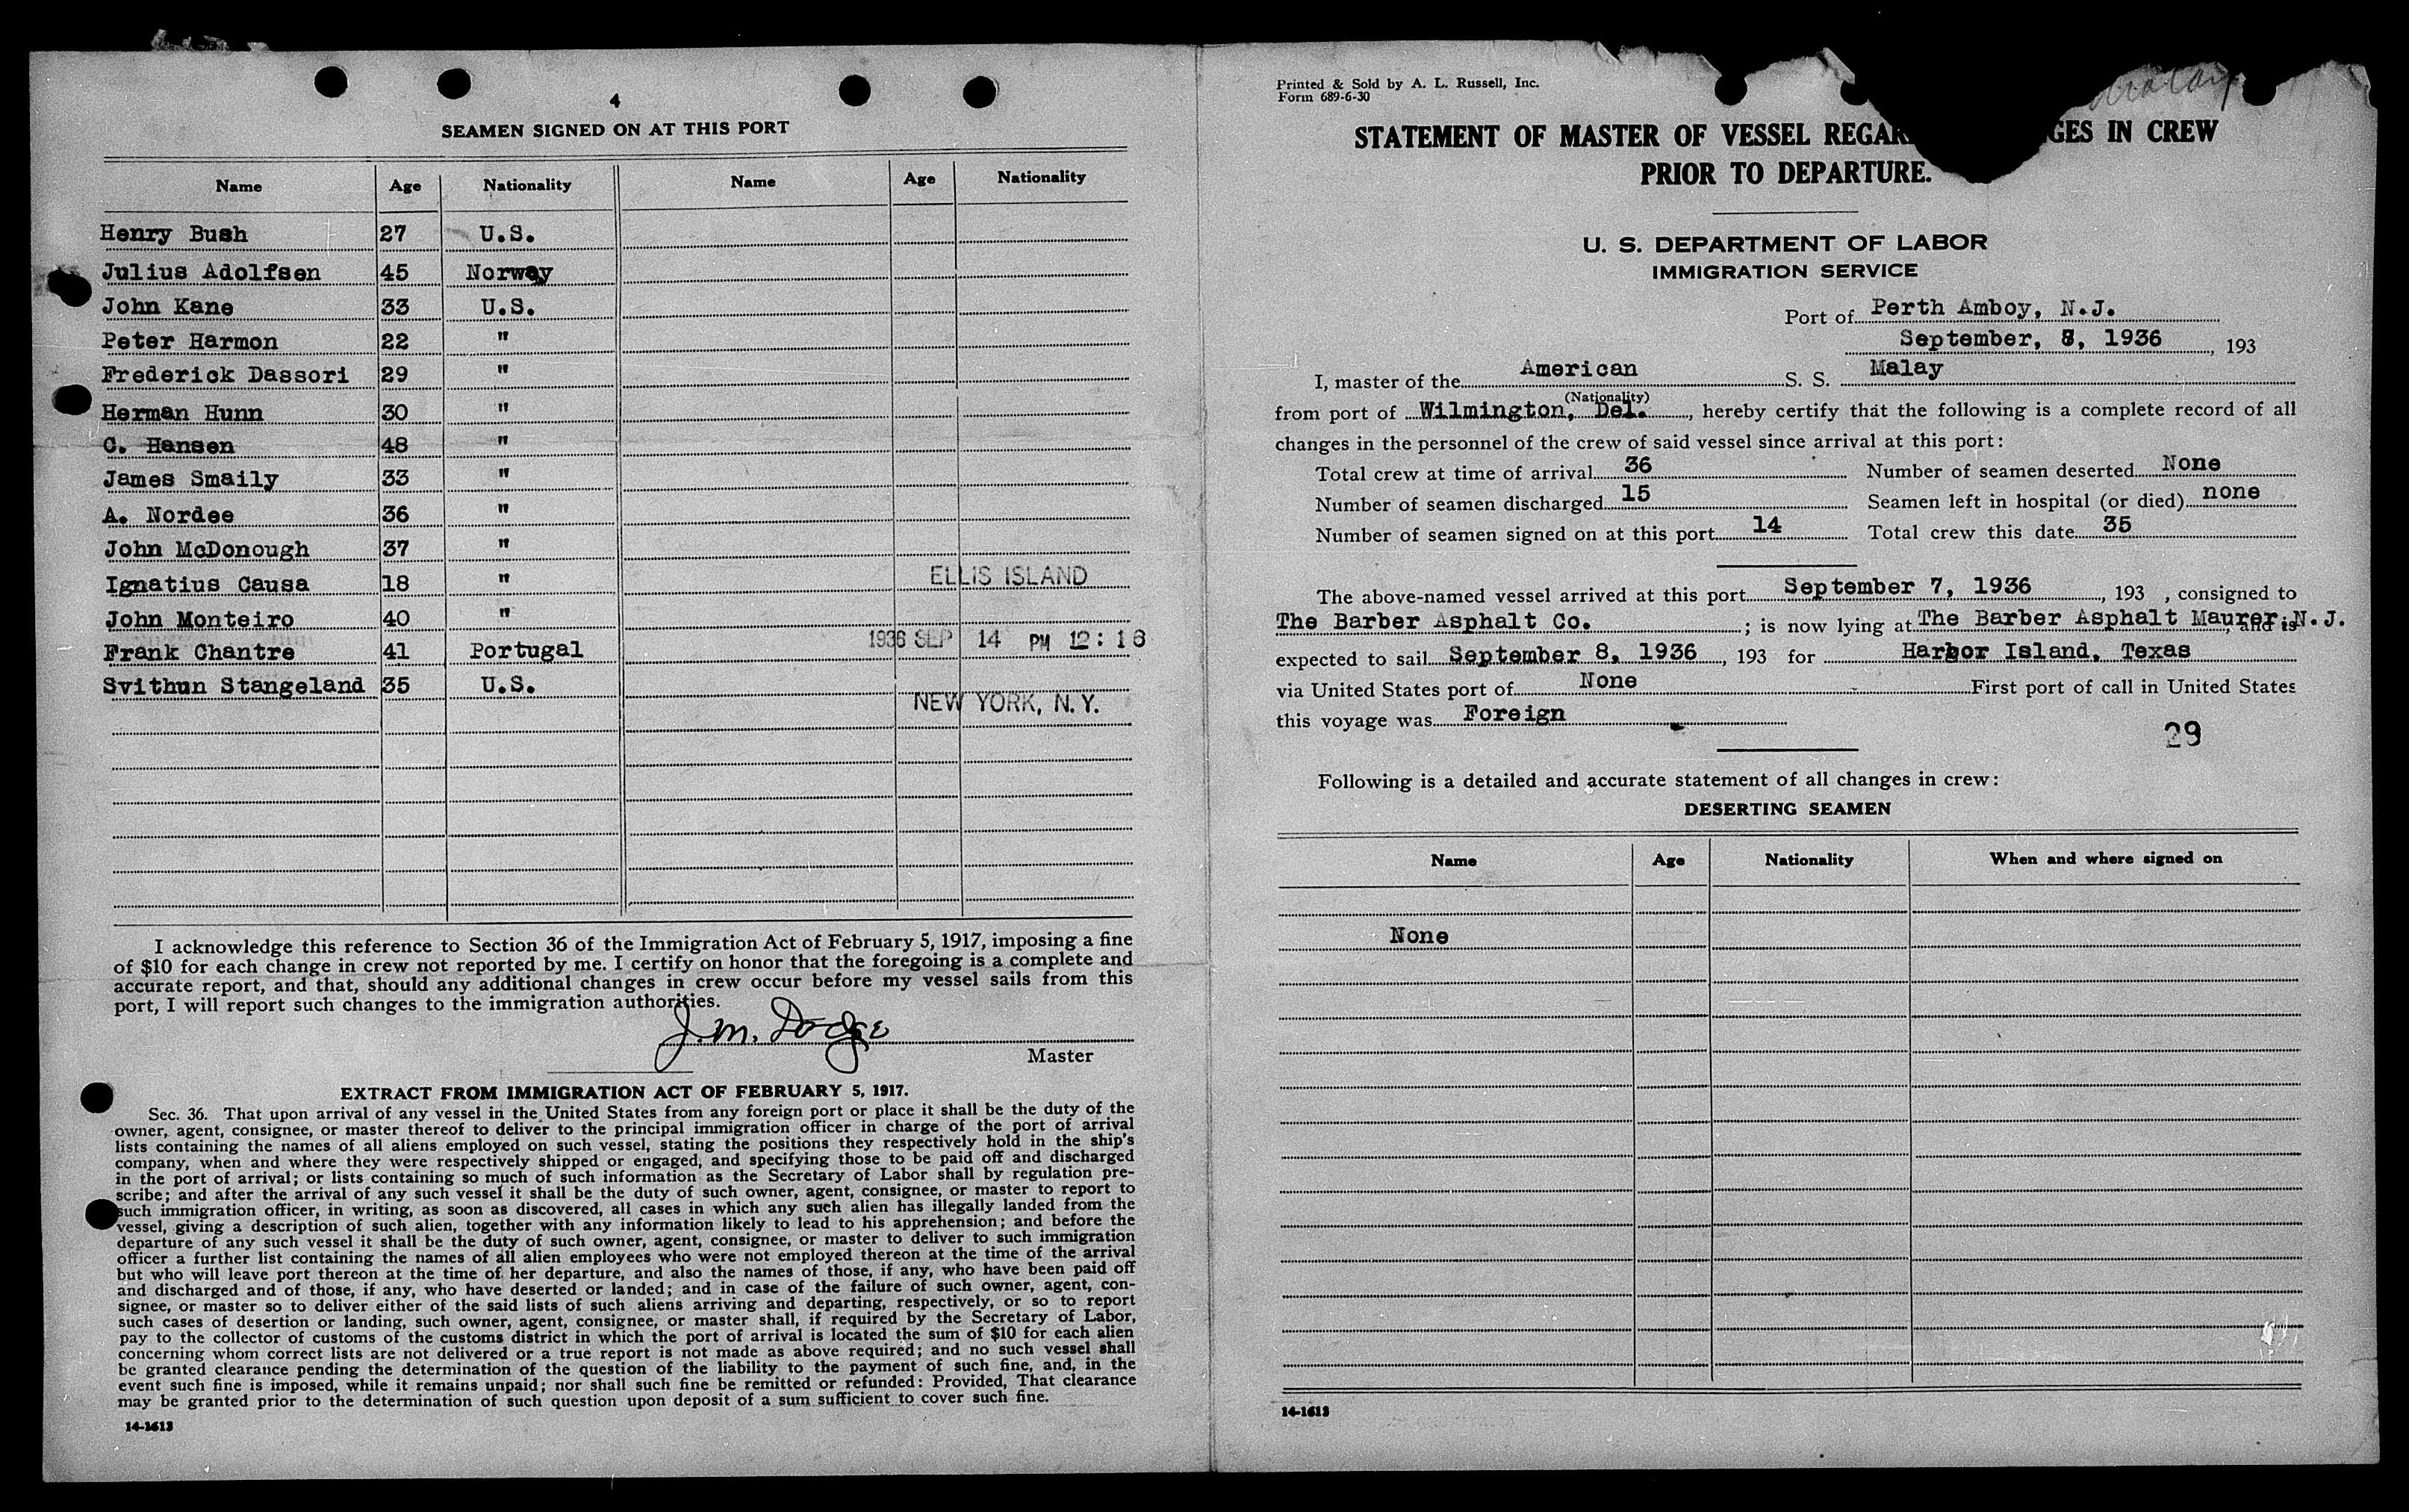 4
SEAMEN SIGNED ON AT THIS PORT
Name Age Nationality Name Age Nationality
Henry Bush 27 U.S.
Julius Adolfsen 45 Norway
John Kane 33 U.S.
Peter Harmon 22 "
Frederick Dassori 29 "
Herman Hunn 30 "
C. Hansen 48 "
James Smaily 33 "
A. Nordee 36 "
John McDonough 37 "
Ignatius Causa 18 "
John Monteiro 40 "
Frank Chantre 41 Portugal
Svithun Stangeland 35 U.S.
ELLIS ISLAND
1936 SEP 14 PM 12:18
NEW YORK, N.Y.
I acknowledge this reference to Section 36 of the Immigration Act of February 5, 1917, imposing a fine
of $10 for each change in crew not reported by me. I certify on honor that the foregoing is a complete and
accurate report, and that, should any additional changes in crew occur before my vessel sails from this
port, I will report such changes to the immigration authorities.
J. M. Dodge
Master
EXTRACT FROM IMMIGRATION ACT OF FEBRUARY 5, 1917.
Sec. 36. That upon arrival of any vessel in the United States from any foreign port or place it shall be the duty of the
owner, agent, consignee, or master thereof to deliver to the principal immigration officer in charge of the port of arrival
lists containing the names of all aliens employed on such vessel, stating the positions they respectively hold in the ship's
company, when and where they were respectively shipped or engaged, and specifying those to be paid off and discharged
in the port of arrival; or lists containing so much of such information as the Secretary of Labor shall by regulation pre-
scribe; and after the arrival of any such vessel it shall be the duty of such owner, agent, consignee, or master to report to
such immigration officer, in writing, as soon as discovered, all cases in which any such alien has illegally landed from the
vessel, giving a description of such alien, together with any information likely to lead to his apprehension; and before the
departure of any such vessel it shall be the duty of such owner, agent, consignee, or master to deliver to such immigration
officer a further list containing the names of all alien employees who were not employed thereon at the time of the arrival
but who will leave port thereon at the time of her departure, and also the names of those, if any, who have been paid off
and discharged and of those, if any, who have deserted or landed; and in case of the failure of such owner, agent, con-
signee, or master so to deliver either of the said lists of such aliens arriving and departing, respectively, or so to report
such cases of desertion or landing, such owner, agent, consignee, or master shall, if required by the Secretary of Labor,
pay to the collector of customs of the customs district in which the port of arrival is located the sum of $10 for each alien
concerning whom correct lists are not delivered or a true report is not made as above required; and no such vessel shall
be granted clearance pending the determination of the question of the liability to the payment of such fine, and, in the
event such fine is imposed, while it remains unpaid; nor shall such fine be remitted or refunded: Provided, That clearance
may be granted prior to the determination of such question upon deposit of a sum sufficient to cover such fine.
14-1613
Printed & Sold by A. L. Russell, Inc.
Form 689-6-30
Malay
STATEMENT OF MASTER OF VESSEL REGAR GES IN CREW
PRIOR TO DEPARTURE.
U. S. DEPARTMENT OF LABOR
IMMIGRATION SERVICE
Port of Perth Amboy, N.J.
September, 8, 1936, 193
I, master of the American S. S. Malay
(Nationality)
from port of Wilmington, Del., hereby certify that the following is a complete record of all
changes in the personnel of the crew of said vessel since arrival at this port:
Total crew at time of arrival 36 Number of seamen deserted None
Number of seamen discharged 15 Seamen left in hospital (or died) none
Number of seamen signed on at this port 14 Total crew this date 35
The above-named vessel arrived at this port September 7, 1936, 193 , consigned to
The Barber Asphalt Co. ; is now lying at The Barber Asphalt Maurer, N.J. and is
expected to sail September 8, 1936, 193 for Harbor Island, Texas
via United States port of None First port of call in United States
this voyage was Foreign
29
Following is a detailed and accurate statement of all changes in crew:
DESERTING SEAMEN
Name Age Nationality When and where signed on
None
14-1613